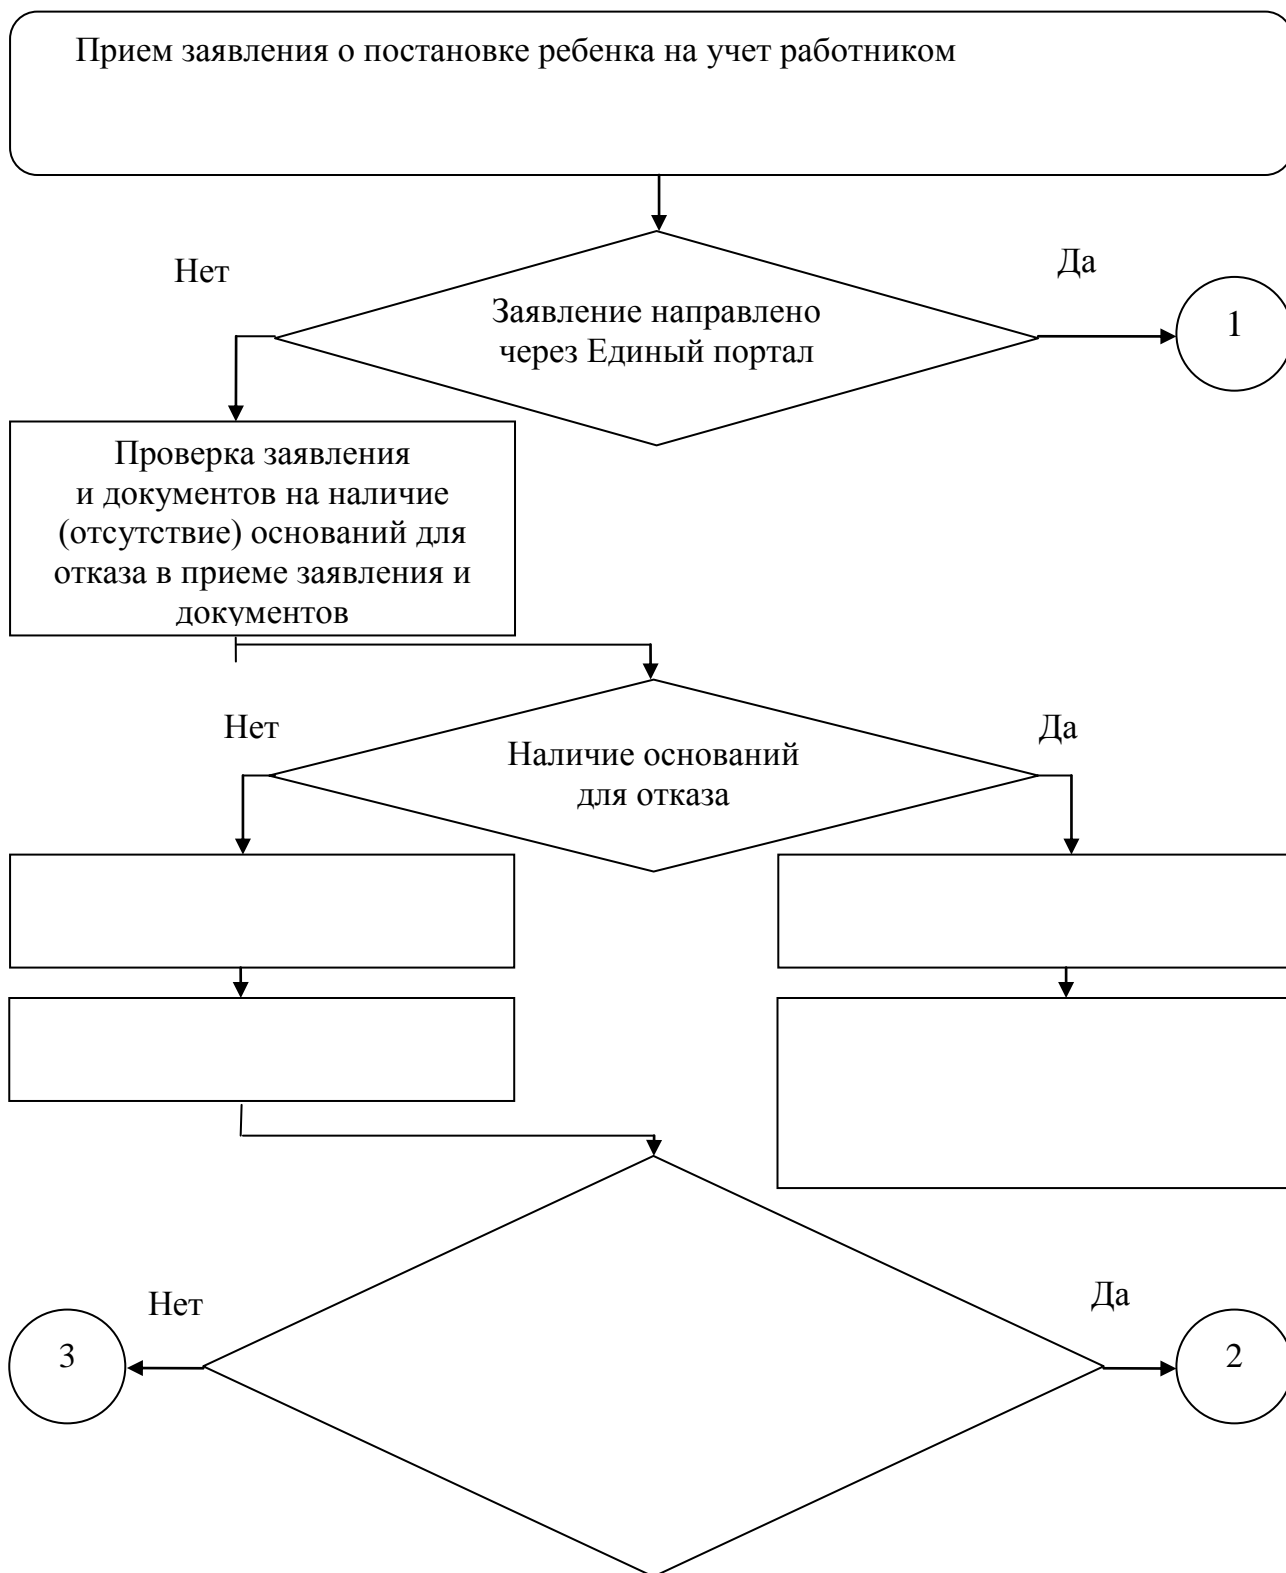 Прием заявления о постановке ребенка на учет работником
Нет
Да
Заявление направлено
через Единый портал
1
Проверка заявления
и документов на наличие
(отсутствие) оснований для
отказа в приеме заявления и
документов
Нет
Да
Наличие оснований
для отказа
Нет
Да
3
2